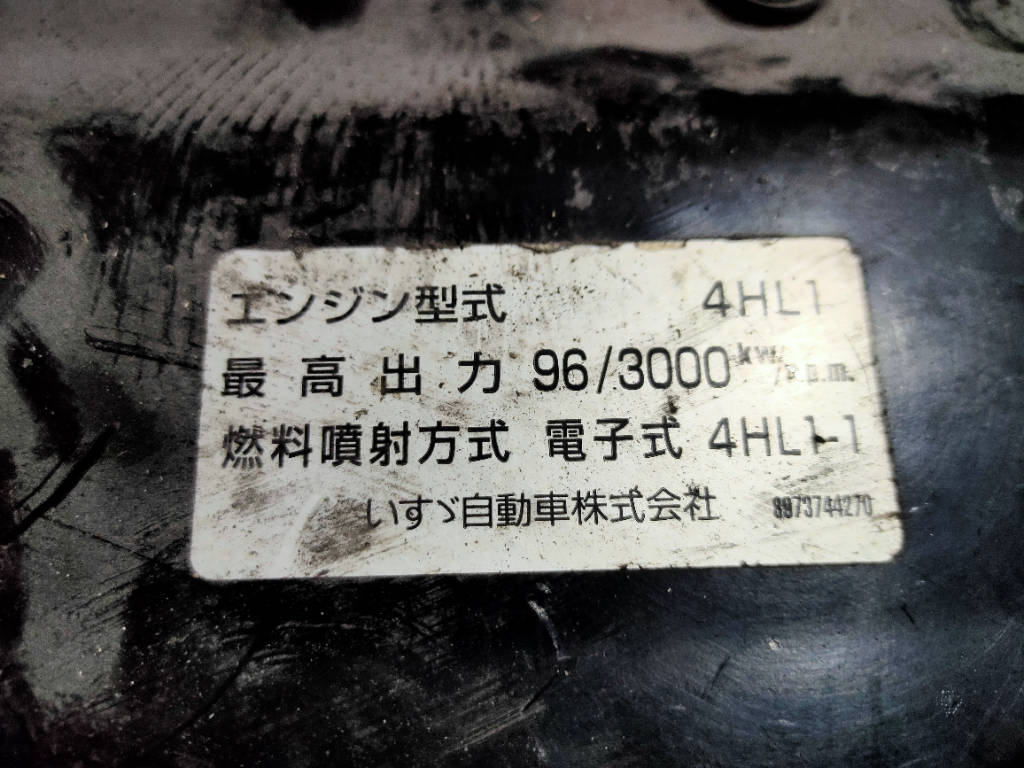 エンジン型式 4HL1
最高出力 96/3000 kw/r.p.m.
燃料噴射方式 電子式 4HL1-1
いすゞ自動車株式会社 8973744270